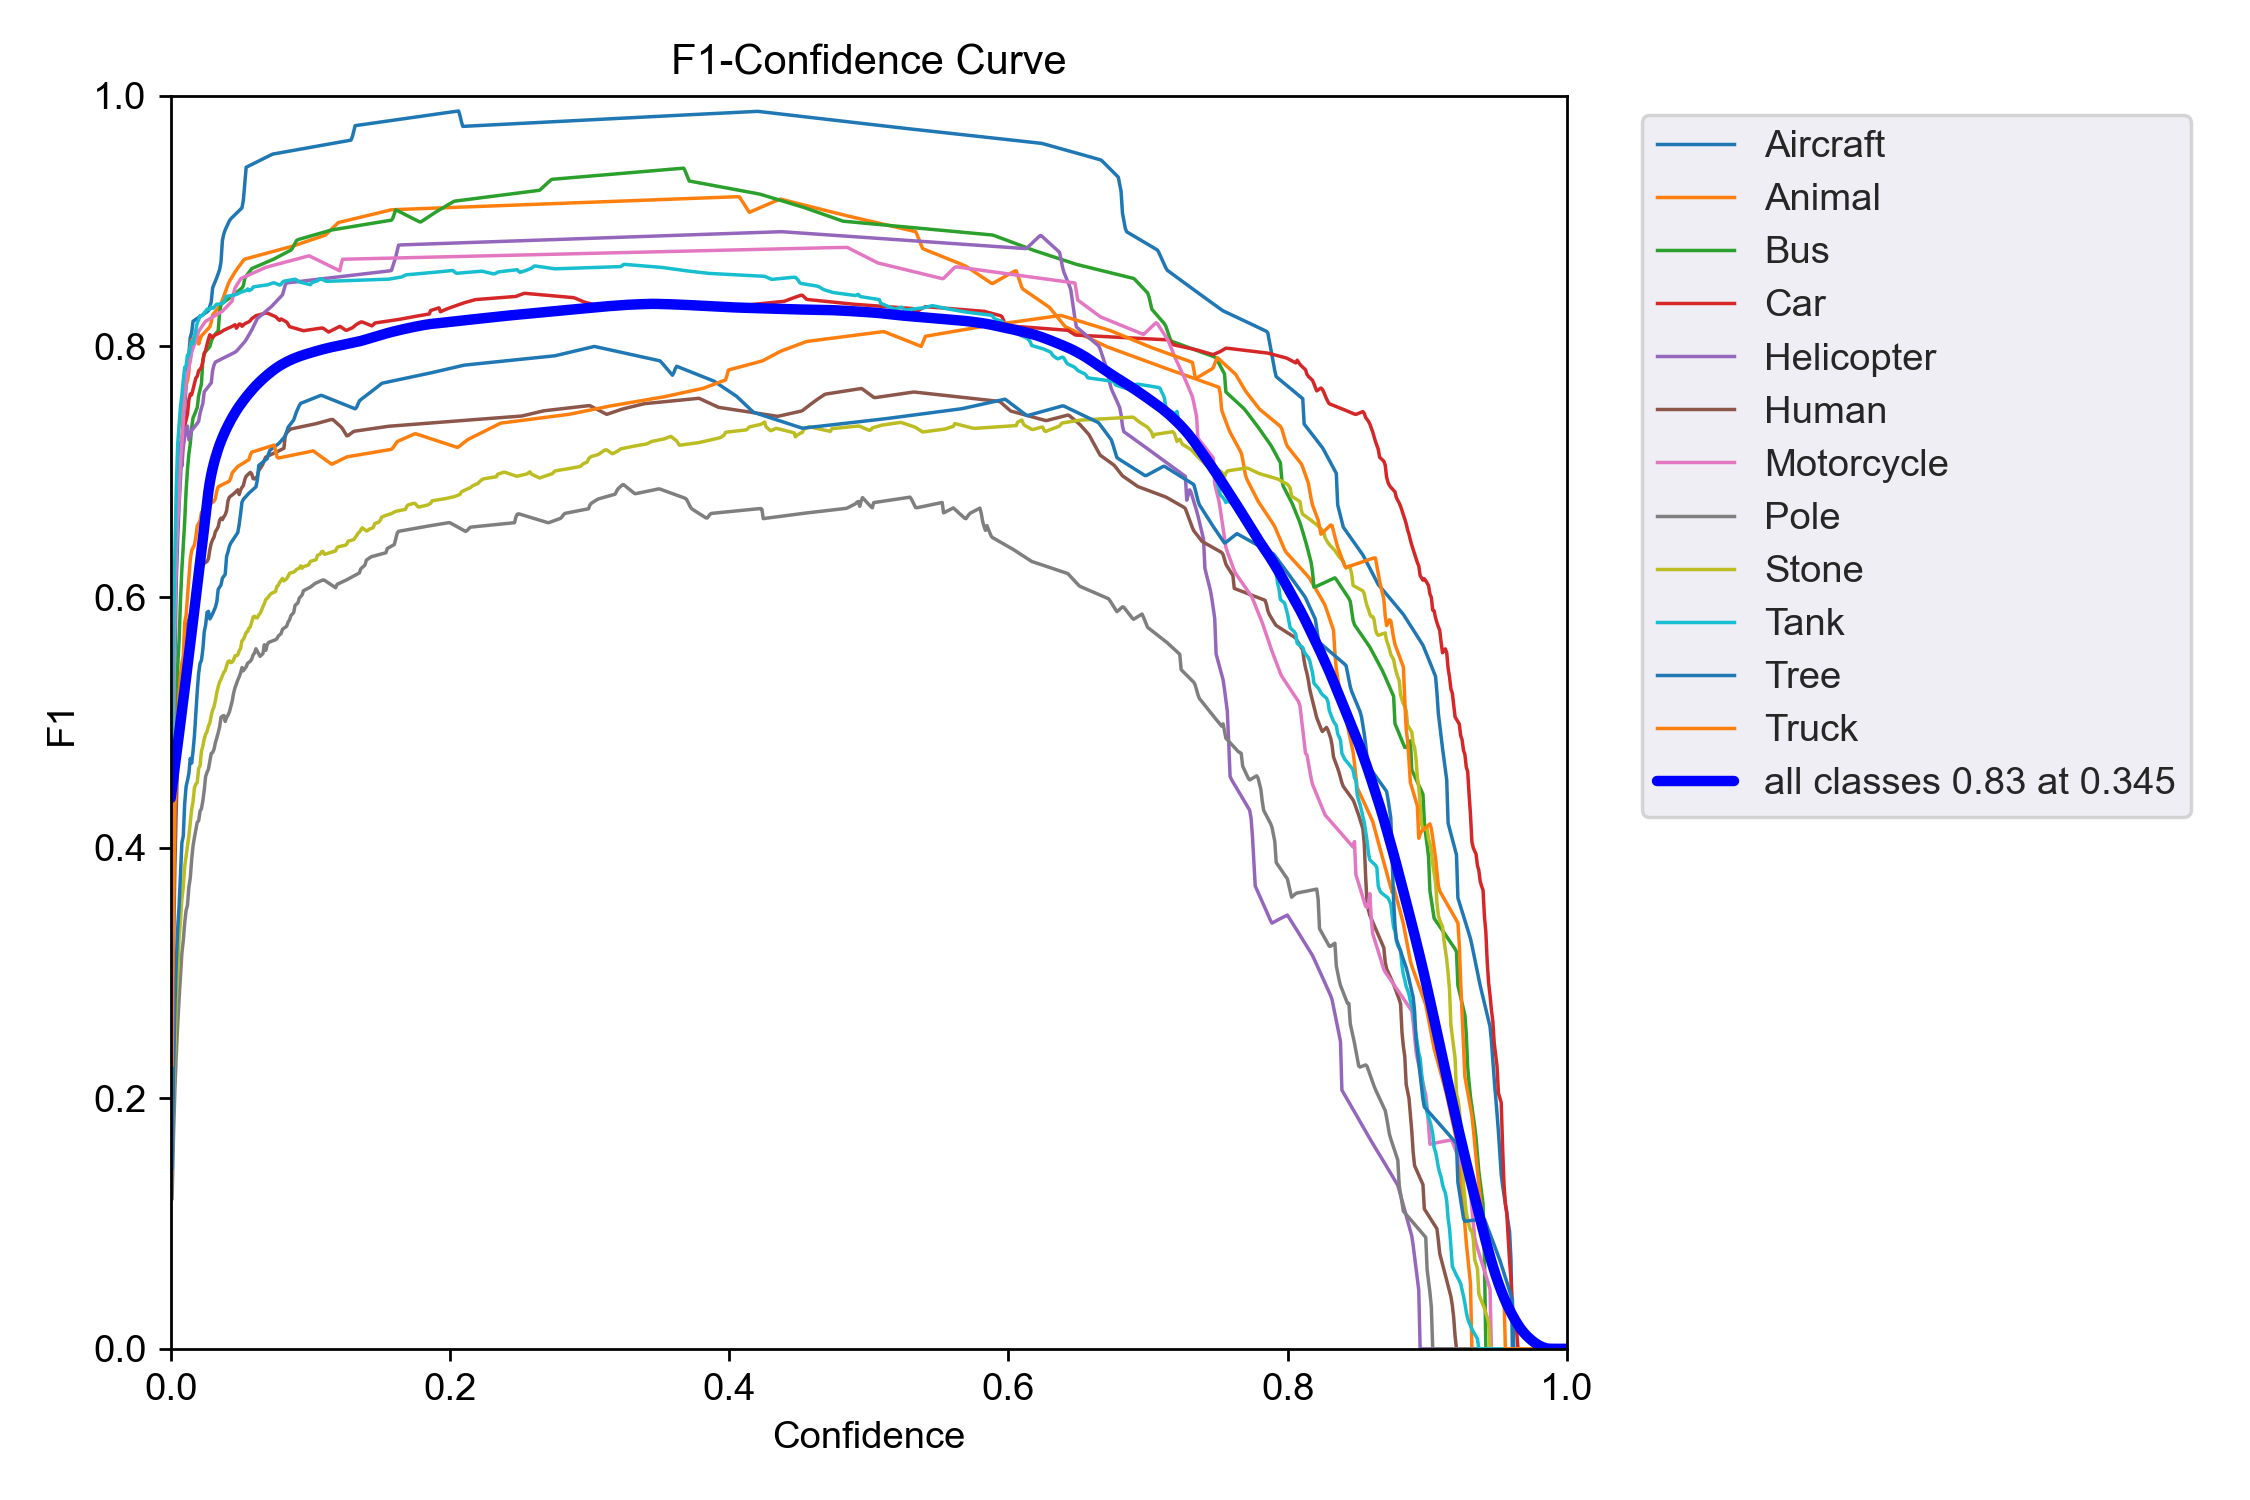 F1-Confidence Curve
1.0
0.8
0.6
0.4
0.2
0.0
F1
0.0 0.2 0.4 0.6 0.8 1.0
Confidence
Aircraft
Animal
Bus
Car
Helicopter
Human
Motorcycle
Pole
Stone
Tank
Tree
Truck
all classes 0.83 at 0.345